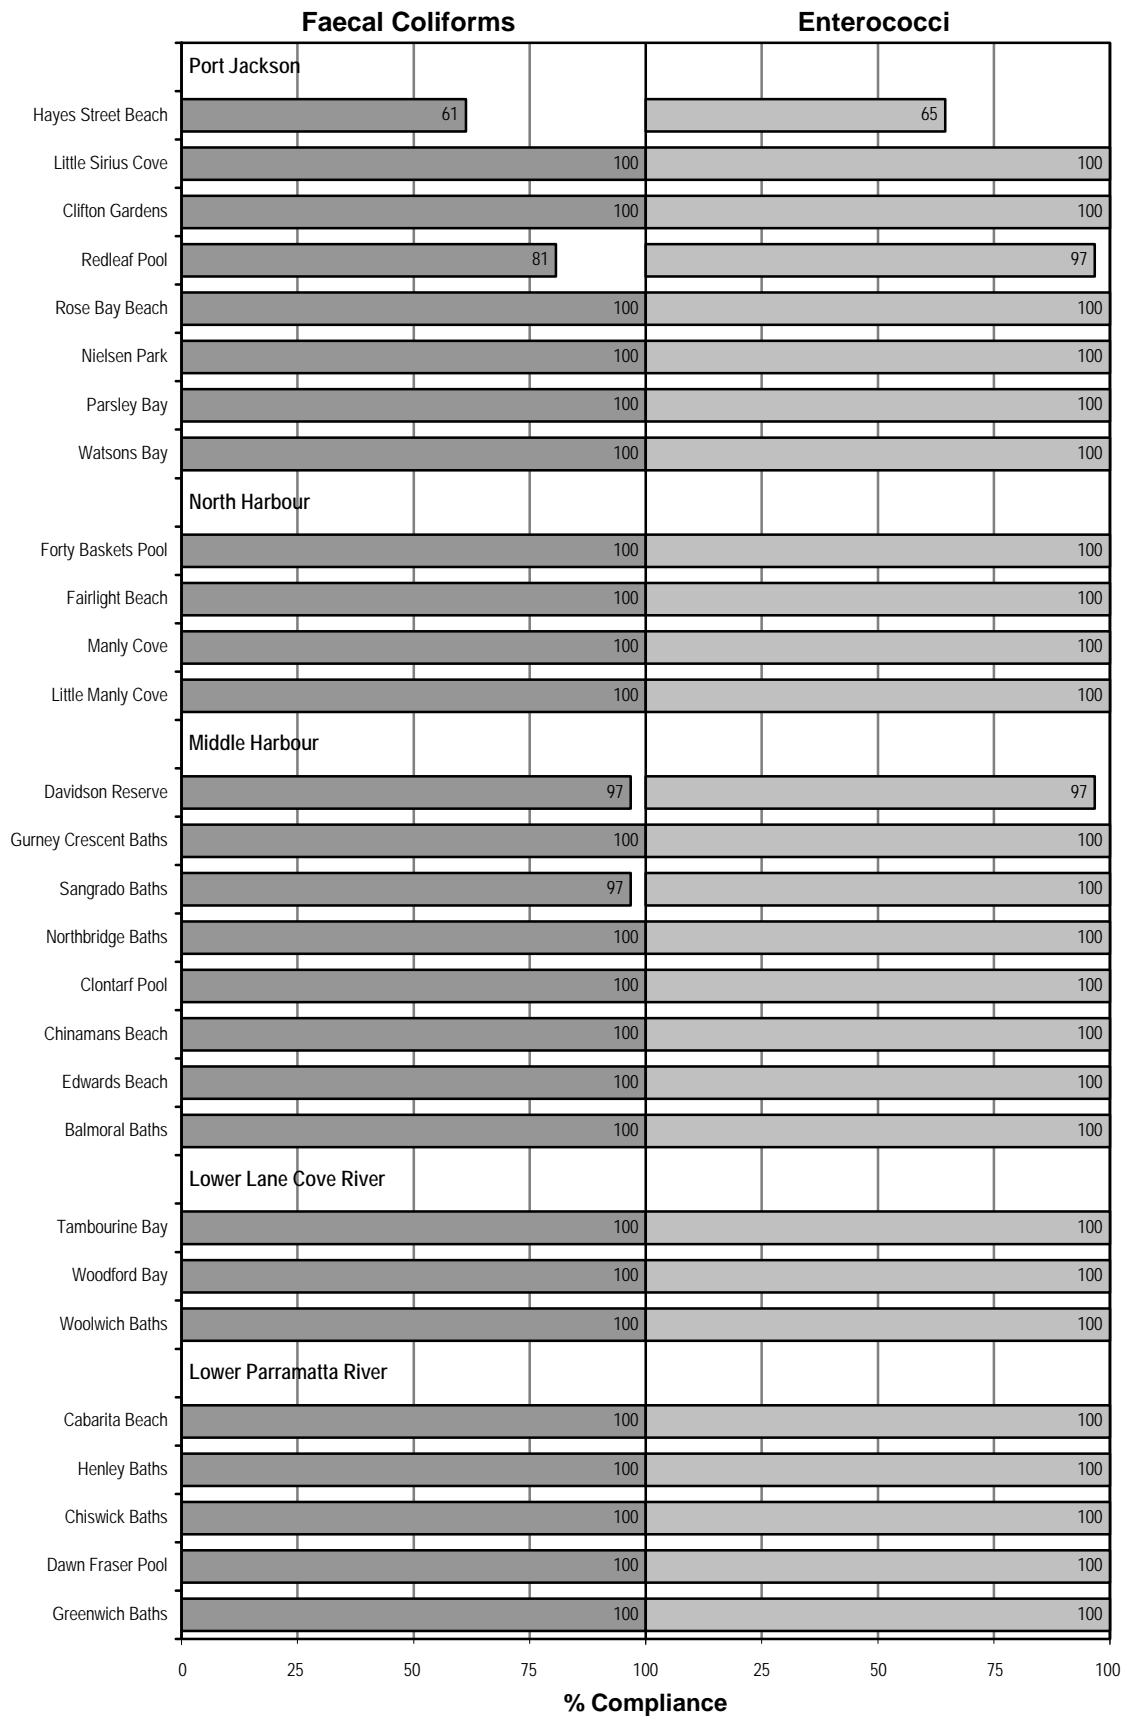 Faecal Coliforms Enterococci
Port Jackson
Hayes Street Beach 61 65
Little Sirius Cove 100 100
Clifton Gardens 100 100
Redleaf Pool 81 97
Rose Bay Beach 100 100
Nielsen Park 100 100
Parsley Bay 100 100
Watsons Bay 100 100
North Harbour
Forty Baskets Pool 100 100
Fairlight Beach 100 100
Manly Cove 100 100
Little Manly Cove 100 100
Middle Harbour
Davidson Reserve 97 97
Gurney Crescent Baths 100 100
Sangrado Baths 97 100
Northbridge Baths 100 100
Clontarf Pool 100 100
Chinamans Beach 100 100
Edwards Beach 100 100
Balmoral Baths 100 100
Lower Lane Cove River
Tambourine Bay 100 100
Woodford Bay 100 100
Woolwich Baths 100 100
Lower Parramatta River
Cabarita Beach 100 100
Henley Baths 100 100
Chiswick Baths 100 100
Dawn Fraser Pool 100 100
Greenwich Baths 100 100
0 25 50 75 100 25 50 75 100
% Compliance